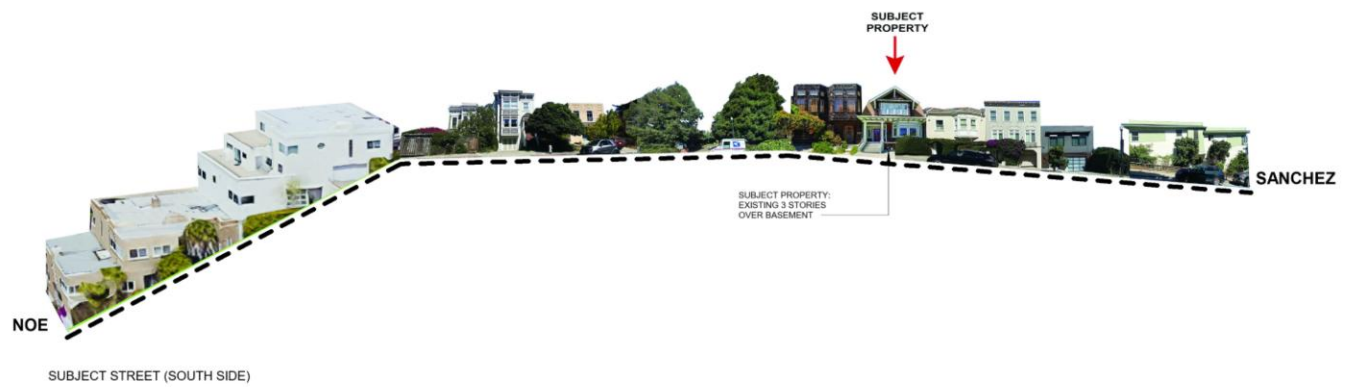 SUBJECT
PROPERTY
SUBJECT PROPERTY:
EXISTING 3 STORIES
OVER BASEMENT
SANCHEZ
NOE
SUBJECT STREET (SOUTH SIDE)